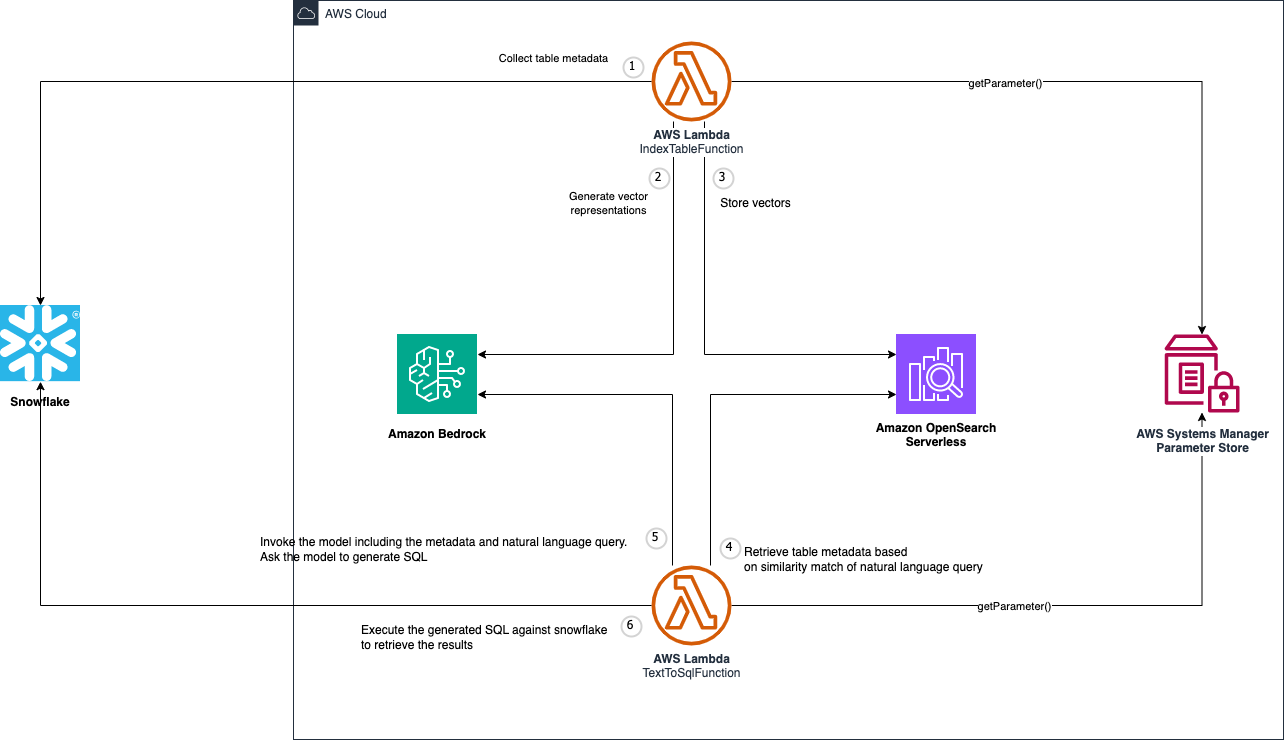 AWS Cloud
Collect table metadata
1
getParameter()
AWS Lambda
IndexTableFunction
2
3
Generate vector
representations
Store vectors
®
Snowflake
Amazon Bedrock
Amazon OpenSearch
Serverless
AWS Systems Manager
Parameter Store
Invoke the model including the metadata and natural language query.
Ask the model to generate SQL
5
4
Retrieve table metadata based
on similarity match of natural language query
getParameter()
Execute the generated SQL against snowflake
to retrieve the results
6
AWS Lambda
TextToSqlFunction